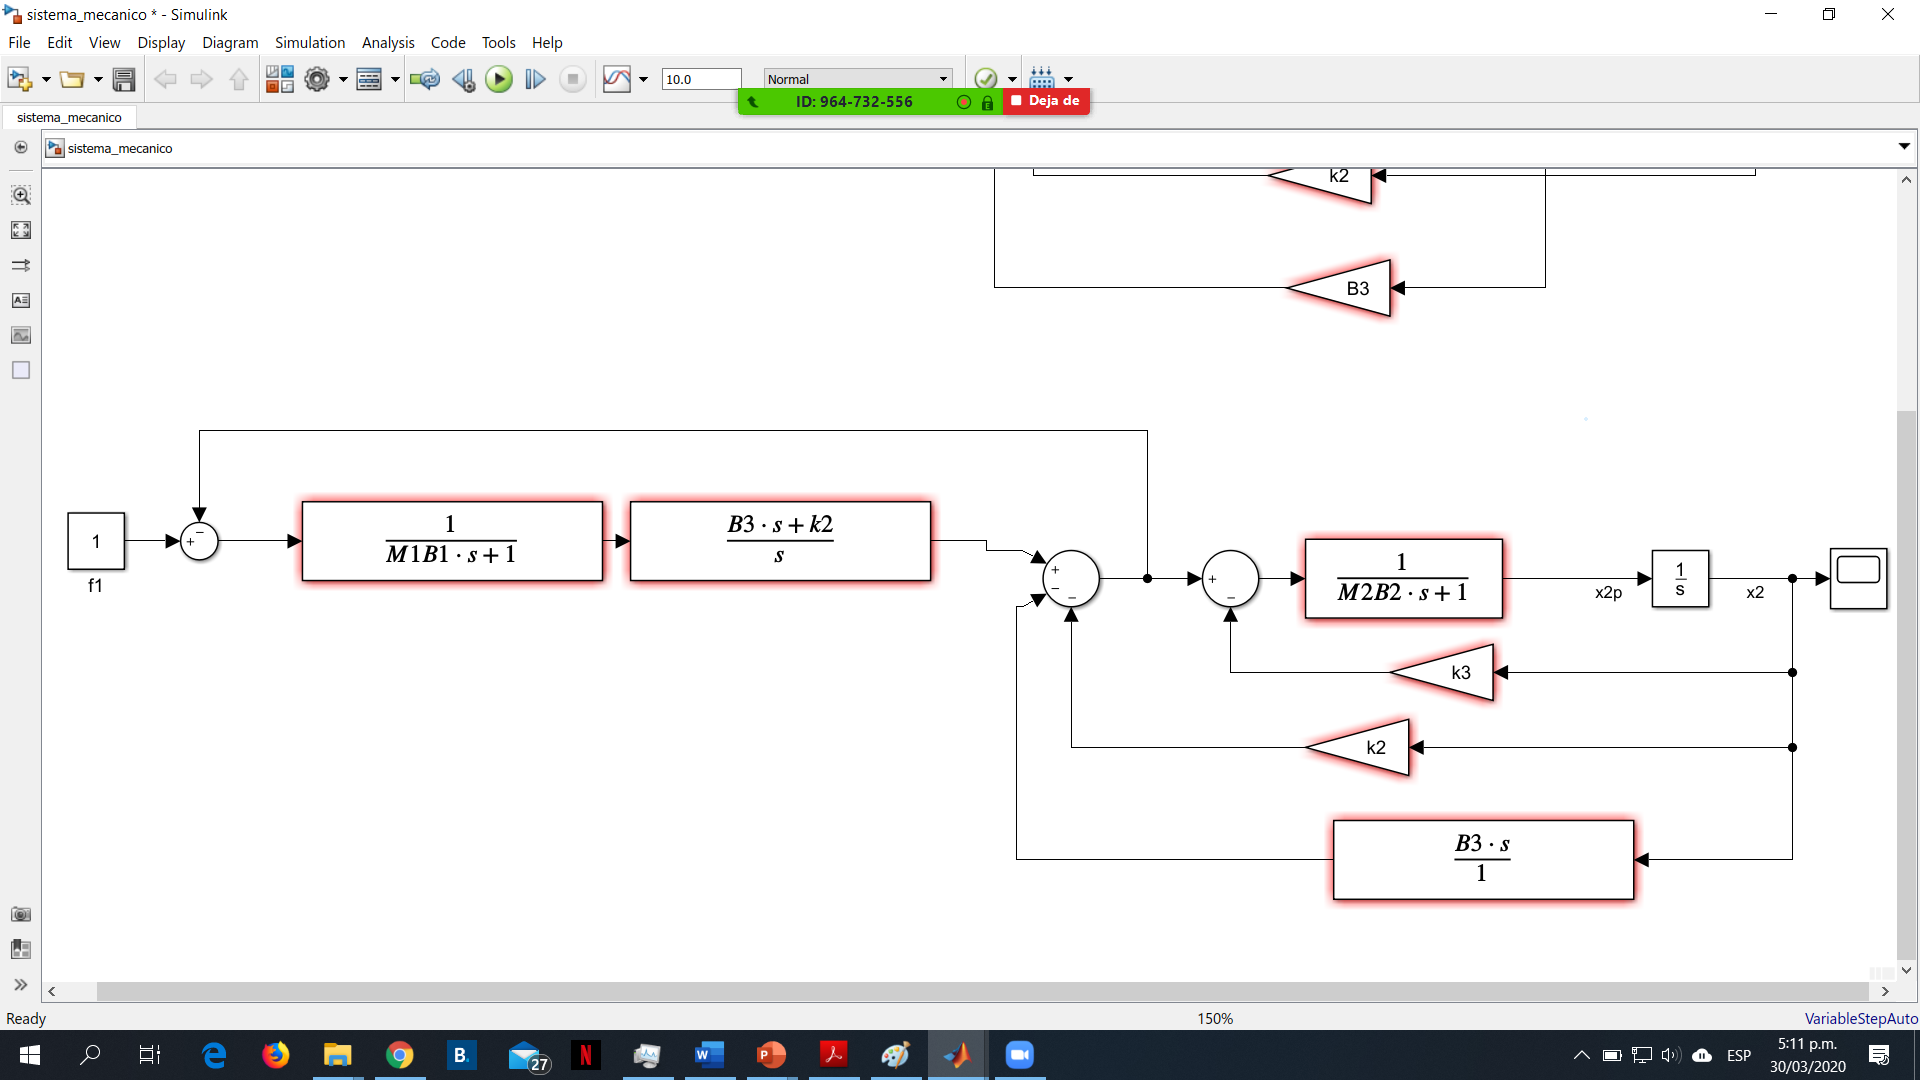 sistema_mecanico * - Simulink
File Edit View Display Diagram Simulation Analysis Code Tools Help
10.0 Normal
ID: 964-732-556 Deja de
sistema_mecanico
sistema_mecanico
k2
B3
1
f1
+ −
1
M1B1 · s + 1
B3 · s + k2
s
+
−
−
+
−
1
M2B2 · s + 1
x2p
1
s
x2
k3
k2
B3 · s
1
Ready 150% VariableStepAuto
B. 27 N ESP
5:11 p.m.
30/03/2020